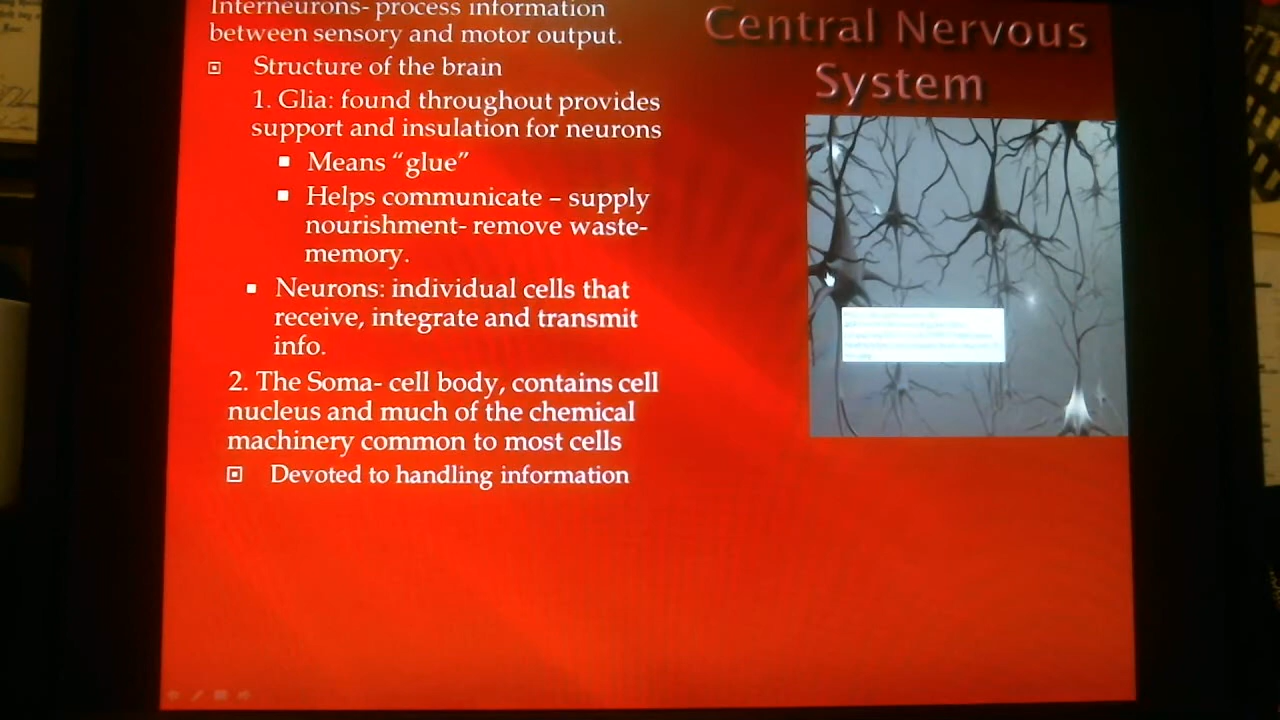 Interneurons- process information
between sensory and motor output.
Structure of the brain
1. Glia: found throughout provides
support and insulation for neurons
Means “glue”
Helps communicate – supply
nourishment- remove waste-
memory.
Neurons: individual cells that
receive, integrate and transmit
info.
2. The Soma- cell body, contains cell
nucleus and much of the chemical
machinery common to most cells
Devoted to handling information
Central Nervous
System